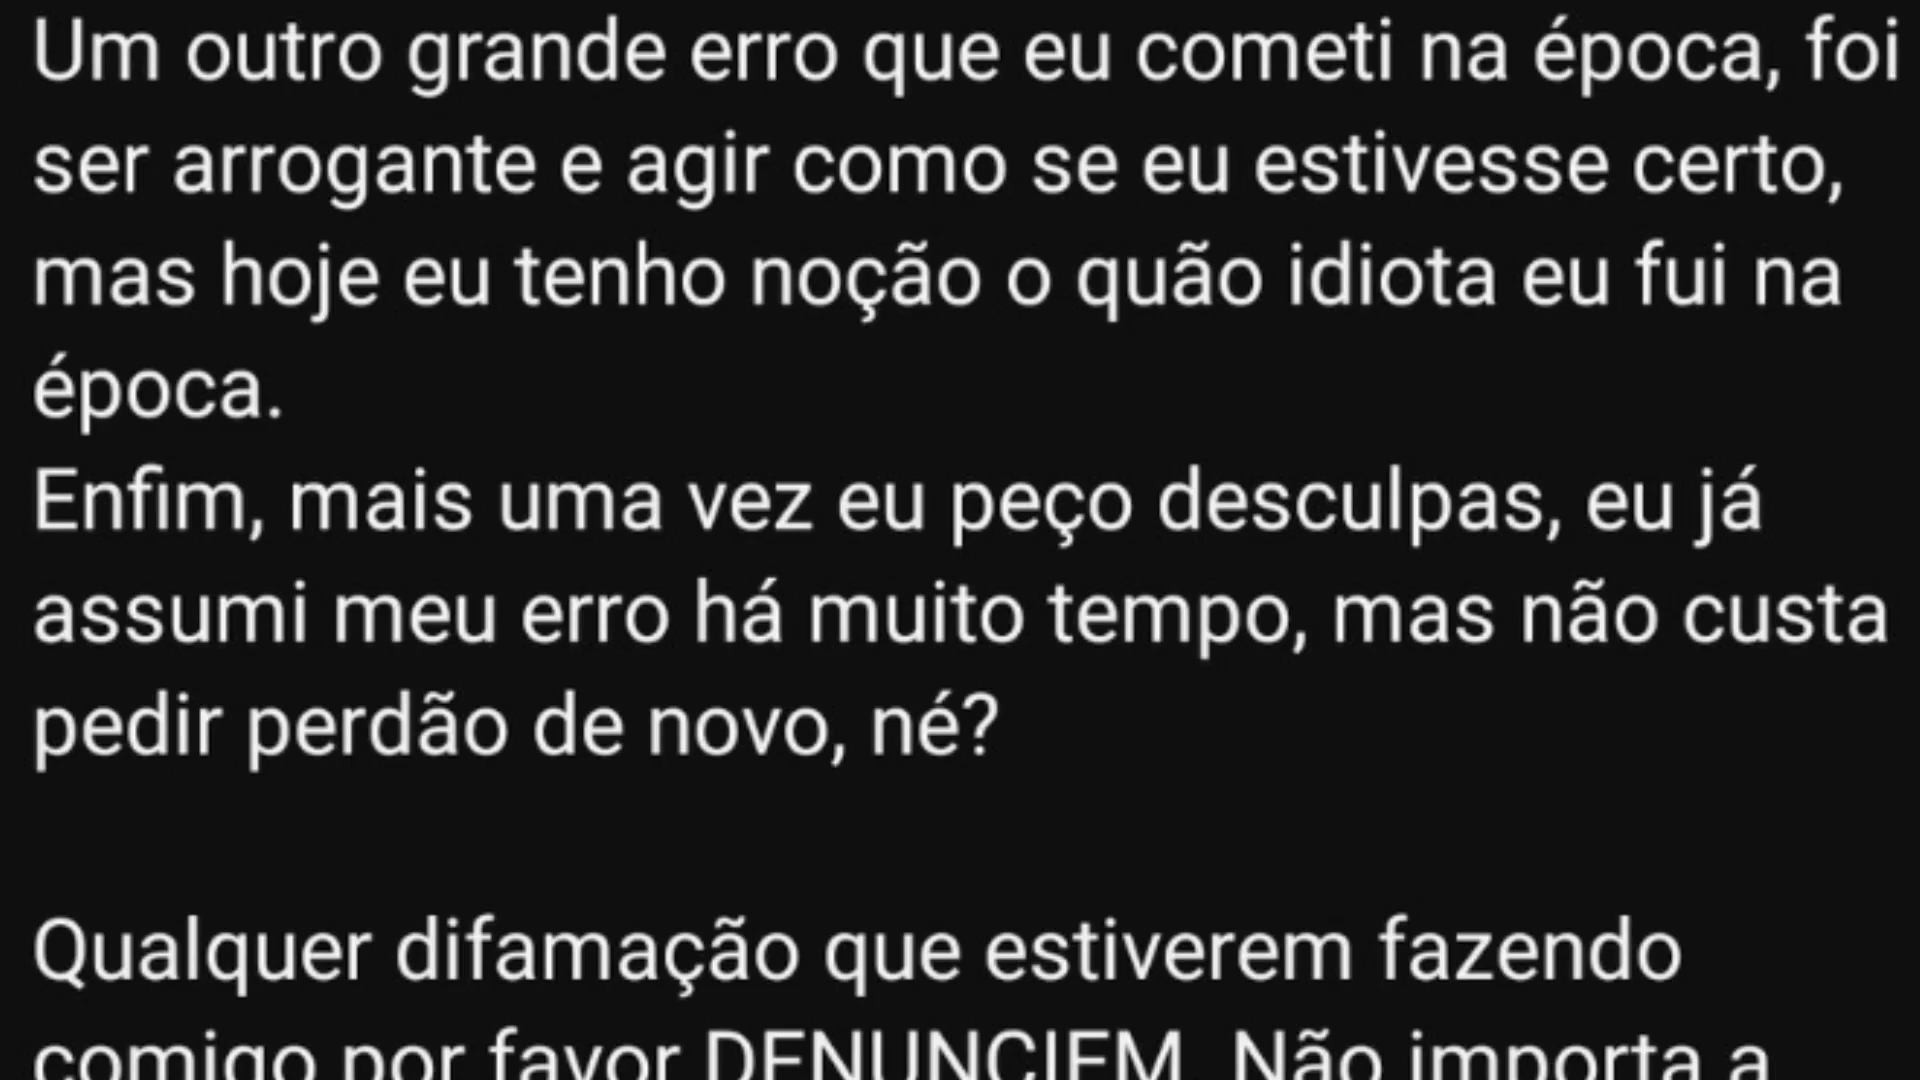 Um outro grande erro que eu cometi na época, foi
ser arrogante e agir como se eu estivesse certo,
mas hoje eu tenho noção o quão idiota eu fui na
época.
Enfim, mais uma vez eu peço desculpas, eu já
assumi meu erro há muito tempo, mas não custa
pedir perdão de novo, né?
Qualquer difamação que estiverem fazendo
comigo por favor DENUNCIEM. Não importa a